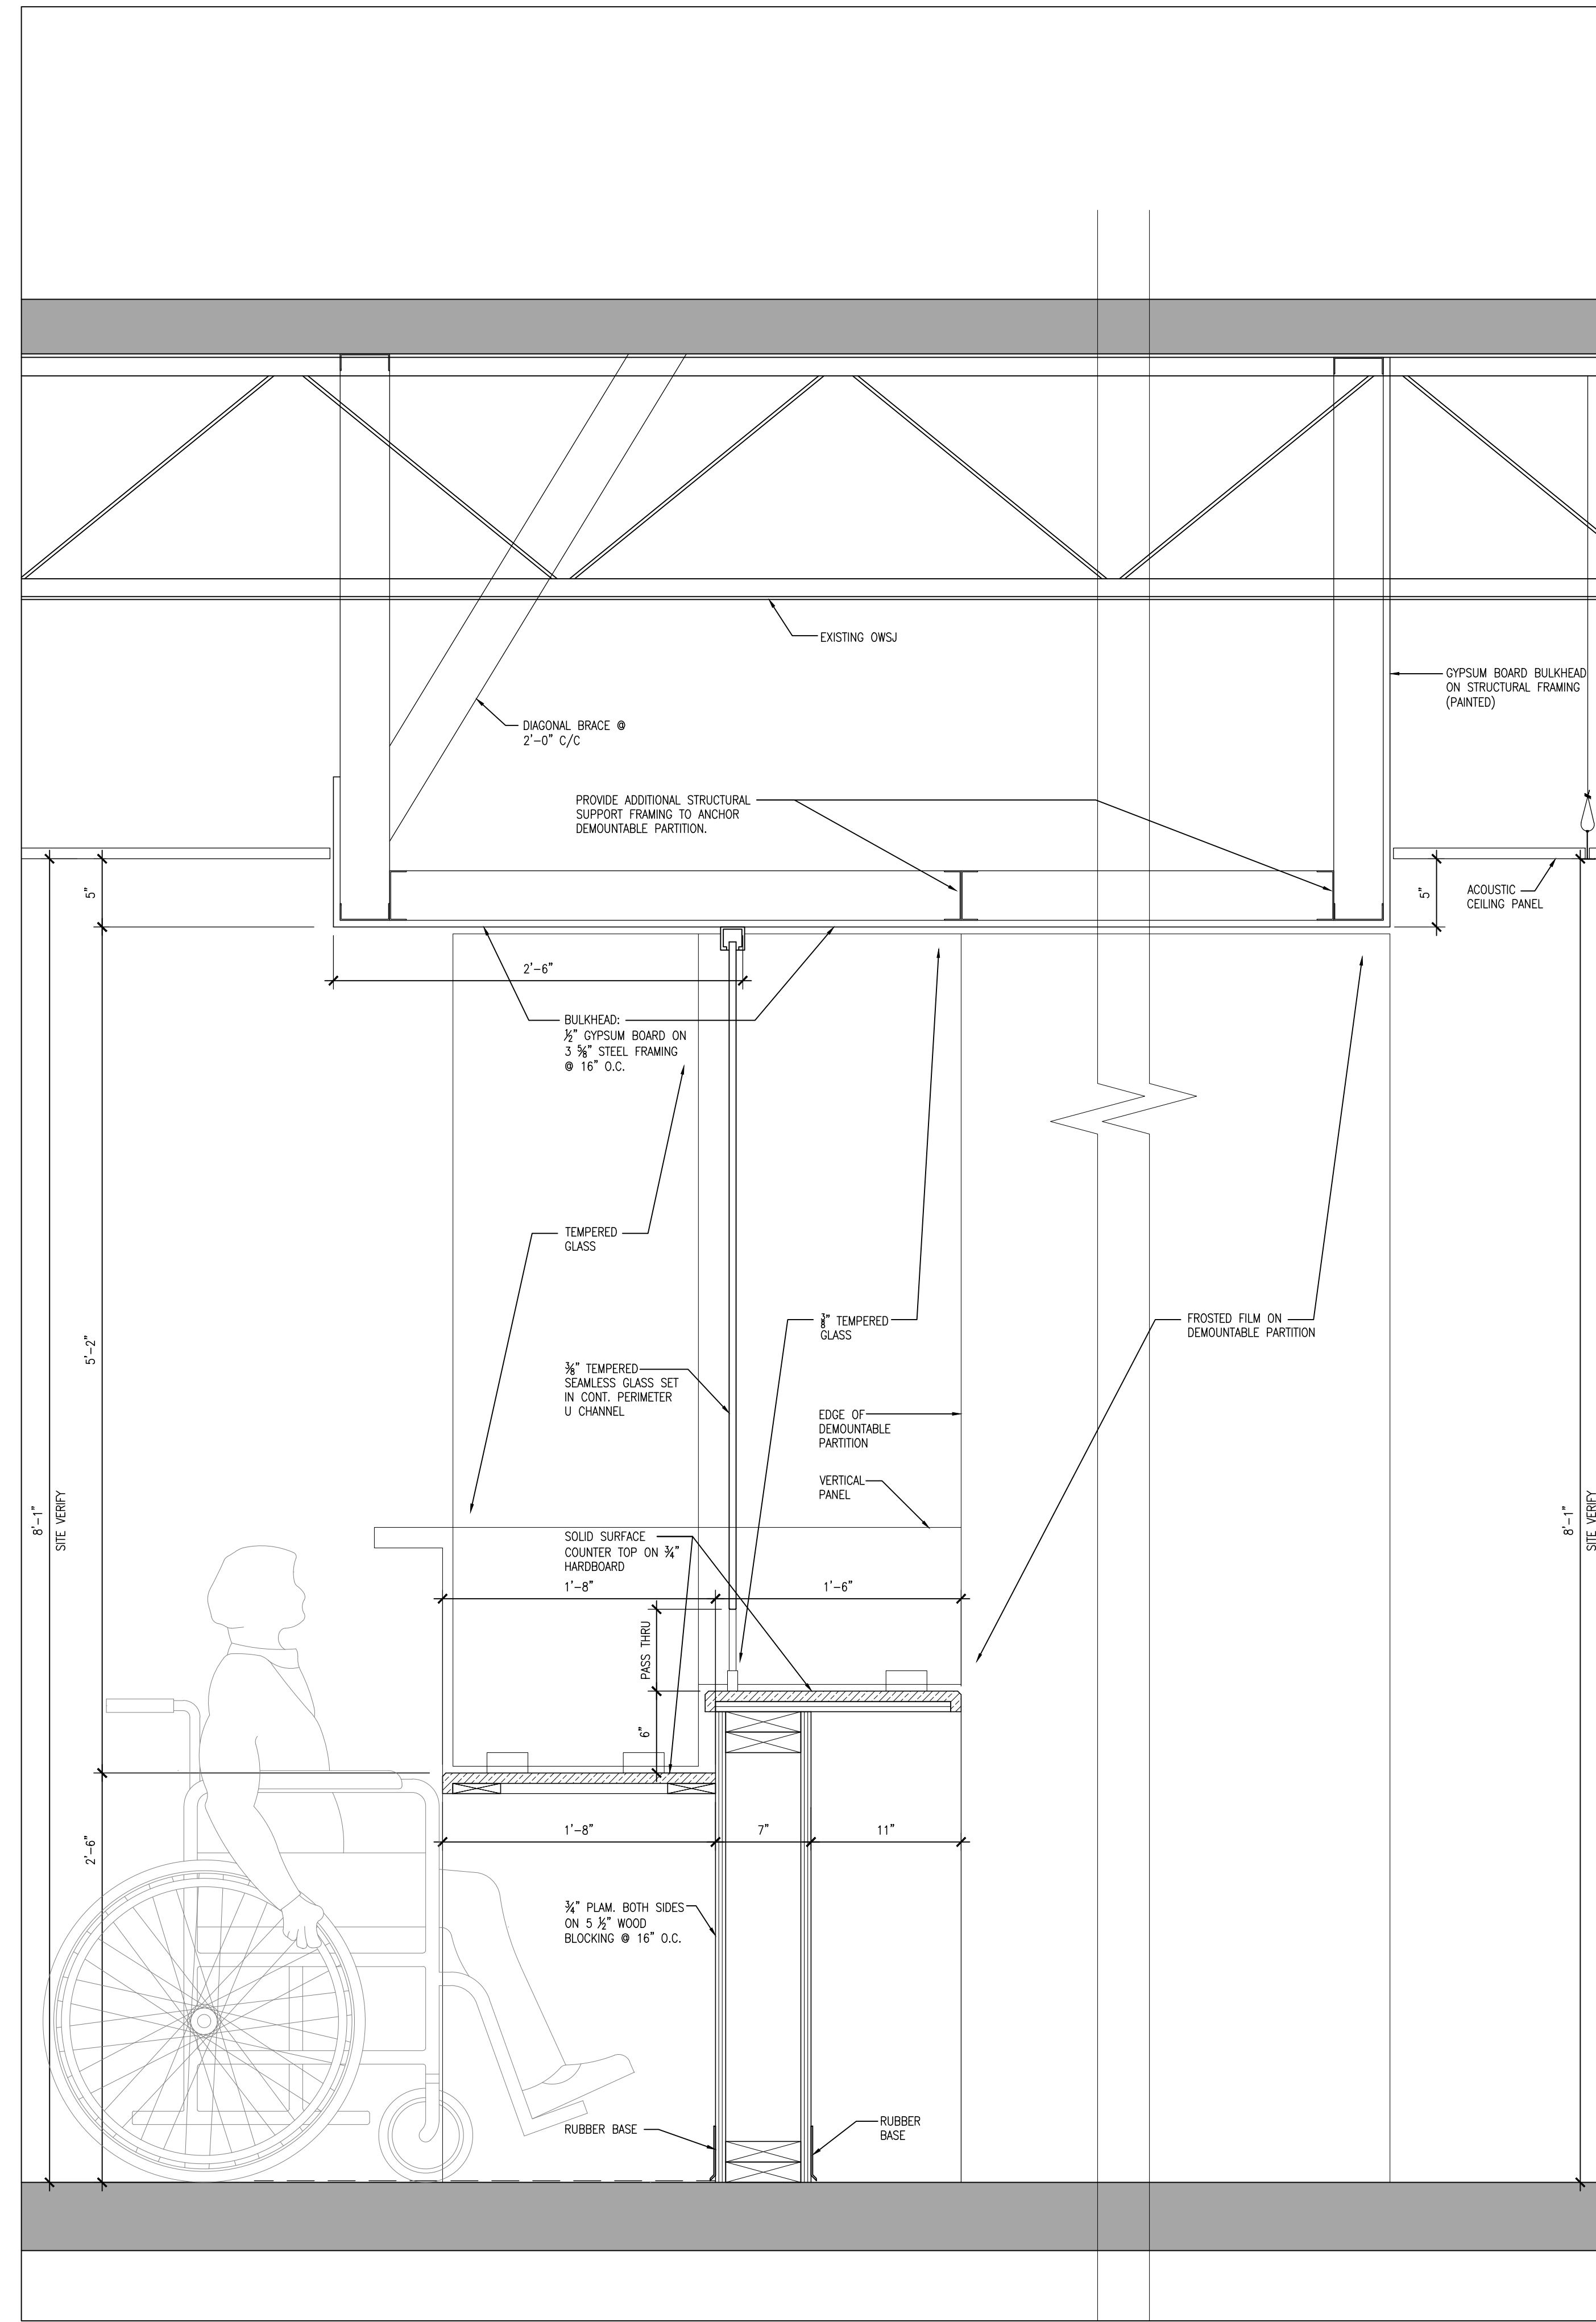 EXISTING OWSJ
GYPSUM BOARD BULKHEAD
ON STRUCTURAL FRAMING
(PAINTED)
DIAGONAL BRACE @
2'-0" C/C
PROVIDE ADDITIONAL STRUCTURAL
SUPPORT FRAMING TO ANCHOR
DEMOUNTABLE PARTITION.
5"
5"
ACOUSTIC
CEILING PANEL
2'-6"
BULKHEAD:
½" GYPSUM BOARD ON
3 ⅝" STEEL FRAMING
@ 16" O.C.
TEMPERED
GLASS
⅜" TEMPERED
GLASS
FROSTED FILM ON
DEMOUNTABLE PARTITION
5'-2"
⅜" TEMPERED
SEAMLESS GLASS SET
IN CONT. PERIMETER
U CHANNEL
EDGE OF
DEMOUNTABLE
PARTITION
VERTICAL
PANEL
8'-1"
SITE VERIFY
8'-1"
SITE VERIFY
SOLID SURFACE
COUNTER TOP ON ¾"
HARDBOARD
1'-8"
1'-6"
PASS THRU
6"
1'-8"
7"
11"
2'-6"
¾" PLAM. BOTH SIDES
ON 5 ½" WOOD
BLOCKING @ 16" O.C.
RUBBER BASE
RUBBER
BASE